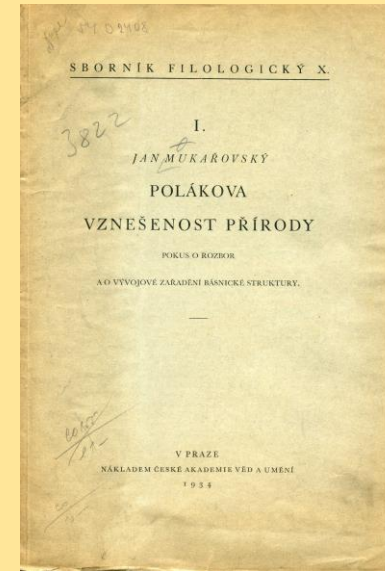 SBORNÍK FILOLOGICKÝ X.
3822
I.
JAN MUKAŘOVSKÝ
POLÁKOVA
VZNEŠENOST PŘÍRODY
POKUS O ROZBOR
A O VÝVOJOVÉ ZAŘADĚNÍ BÁSNICKÉ STRUKTURY.
V PRAZE
NÁKLADEM ČESKÉ AKADEMIE VĚD A UMĚNÍ
1934